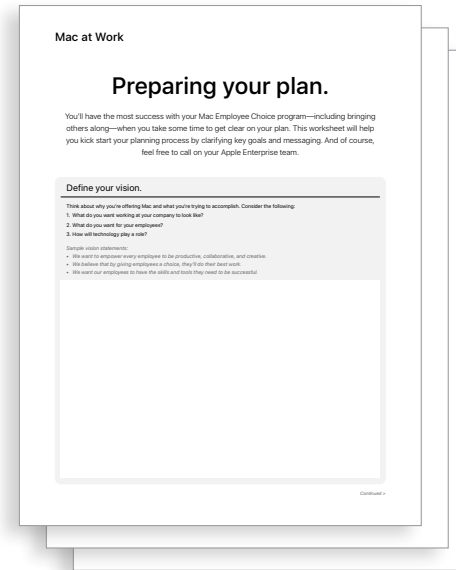 Mac at Work
Preparing your plan.
You'll have the most success with your Mac Employee Choice program—including bringing
others along—when you take some time to get clear on your plan. This worksheet will help
you kick start your planning process by clarifying key goals and messaging. And of course,
feel free to call on your Apple Enterprise team.
Define your vision.
Think about why you're offering Mac and what you're trying to accomplish. Consider the following:
1. What do you want working at your company to look like?
2. What do you want for your employees?
3. How will technology play a role?
Sample vision statements:
• We want to empower every employee to be productive, collaborative, and creative.
• We believe that by giving employees a choice, they'll do their best work.
• We want our employees to have the skills and tools they need to be successful.
Continued >